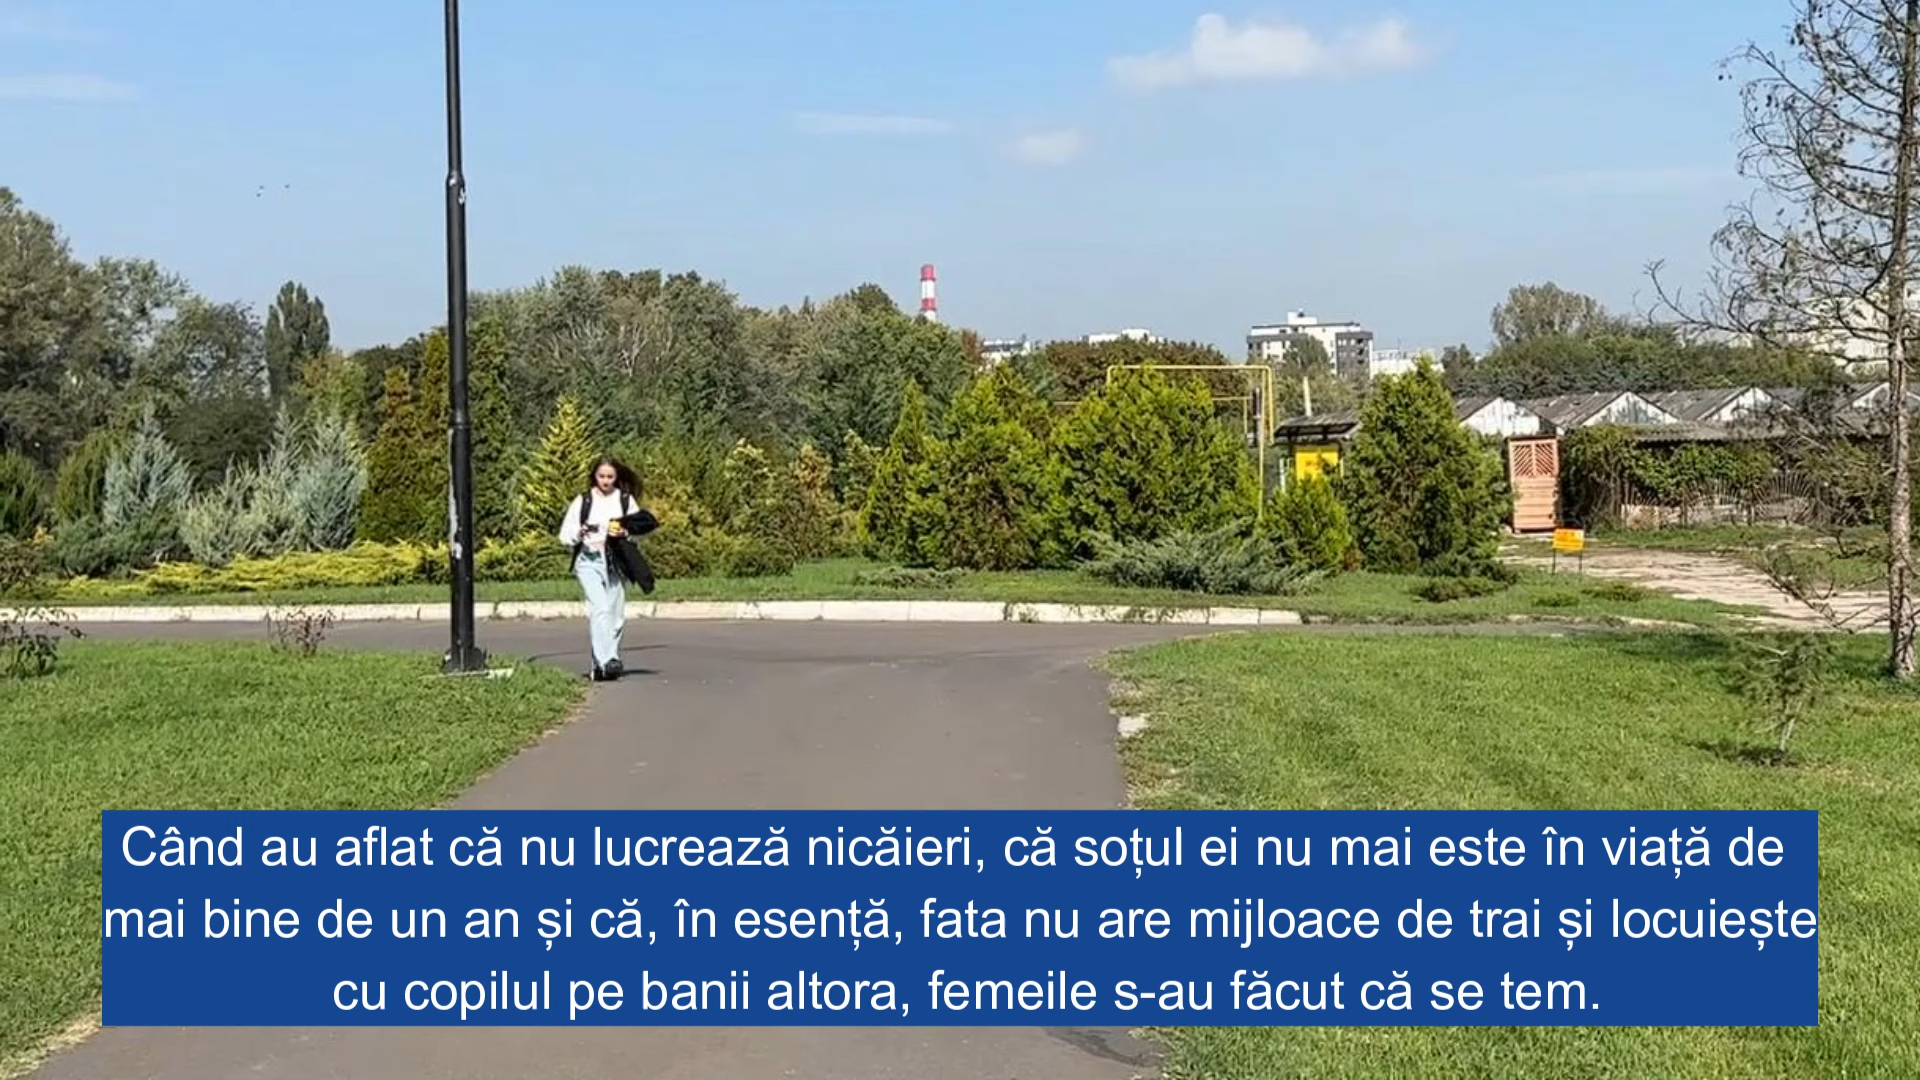 Când au aflat că nu lucrează nicăieri, că soțul ei nu mai este în viață de
mai bine de un an și că, în esență, fata nu are mijloace de trai și locuiește
cu copilul pe banii altora, femeile s-au făcut că se tem.